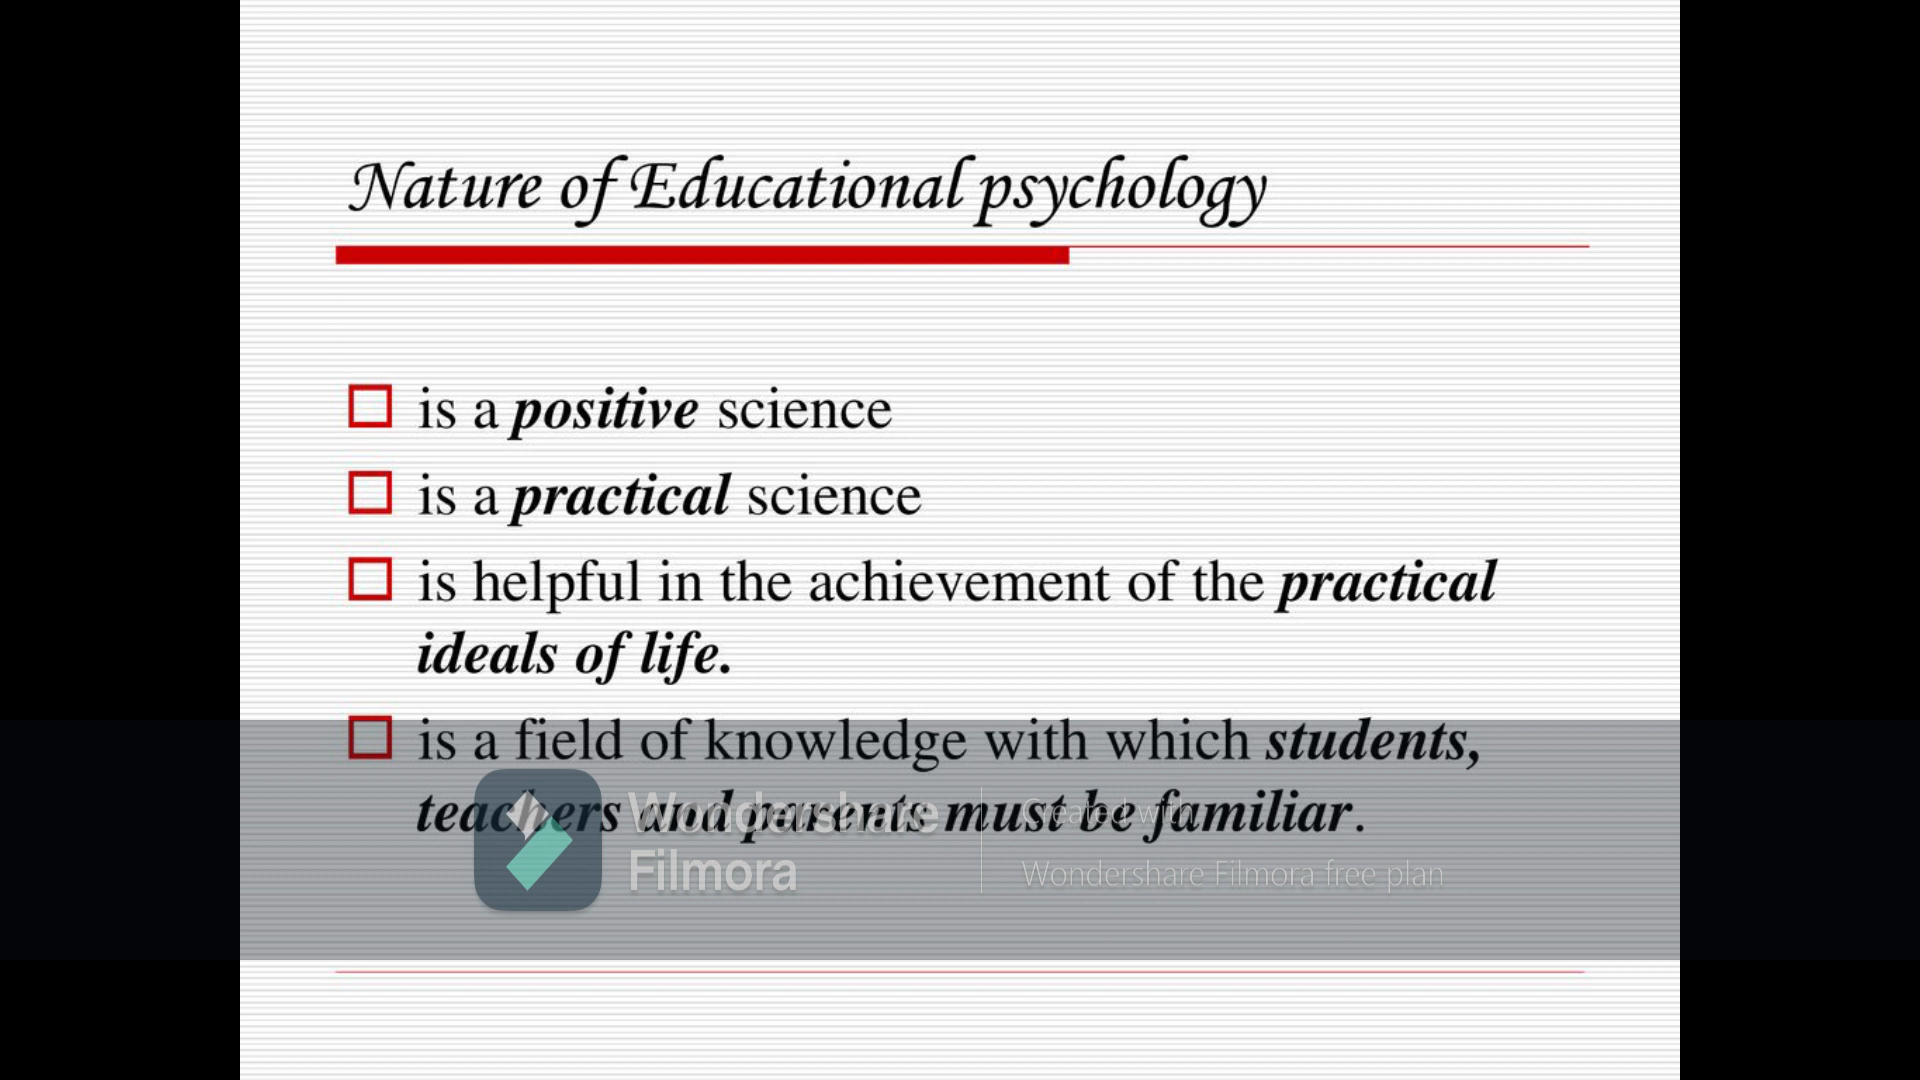 Nature of Educational psychology
is a positive science
is a practical science
is helpful in the achievement of the practical
ideals of life.
is a field of knowledge with which students,
teachers and parents must be familiar.
Wondershare
Filmora
Created with
Wondershare Filmora free plan